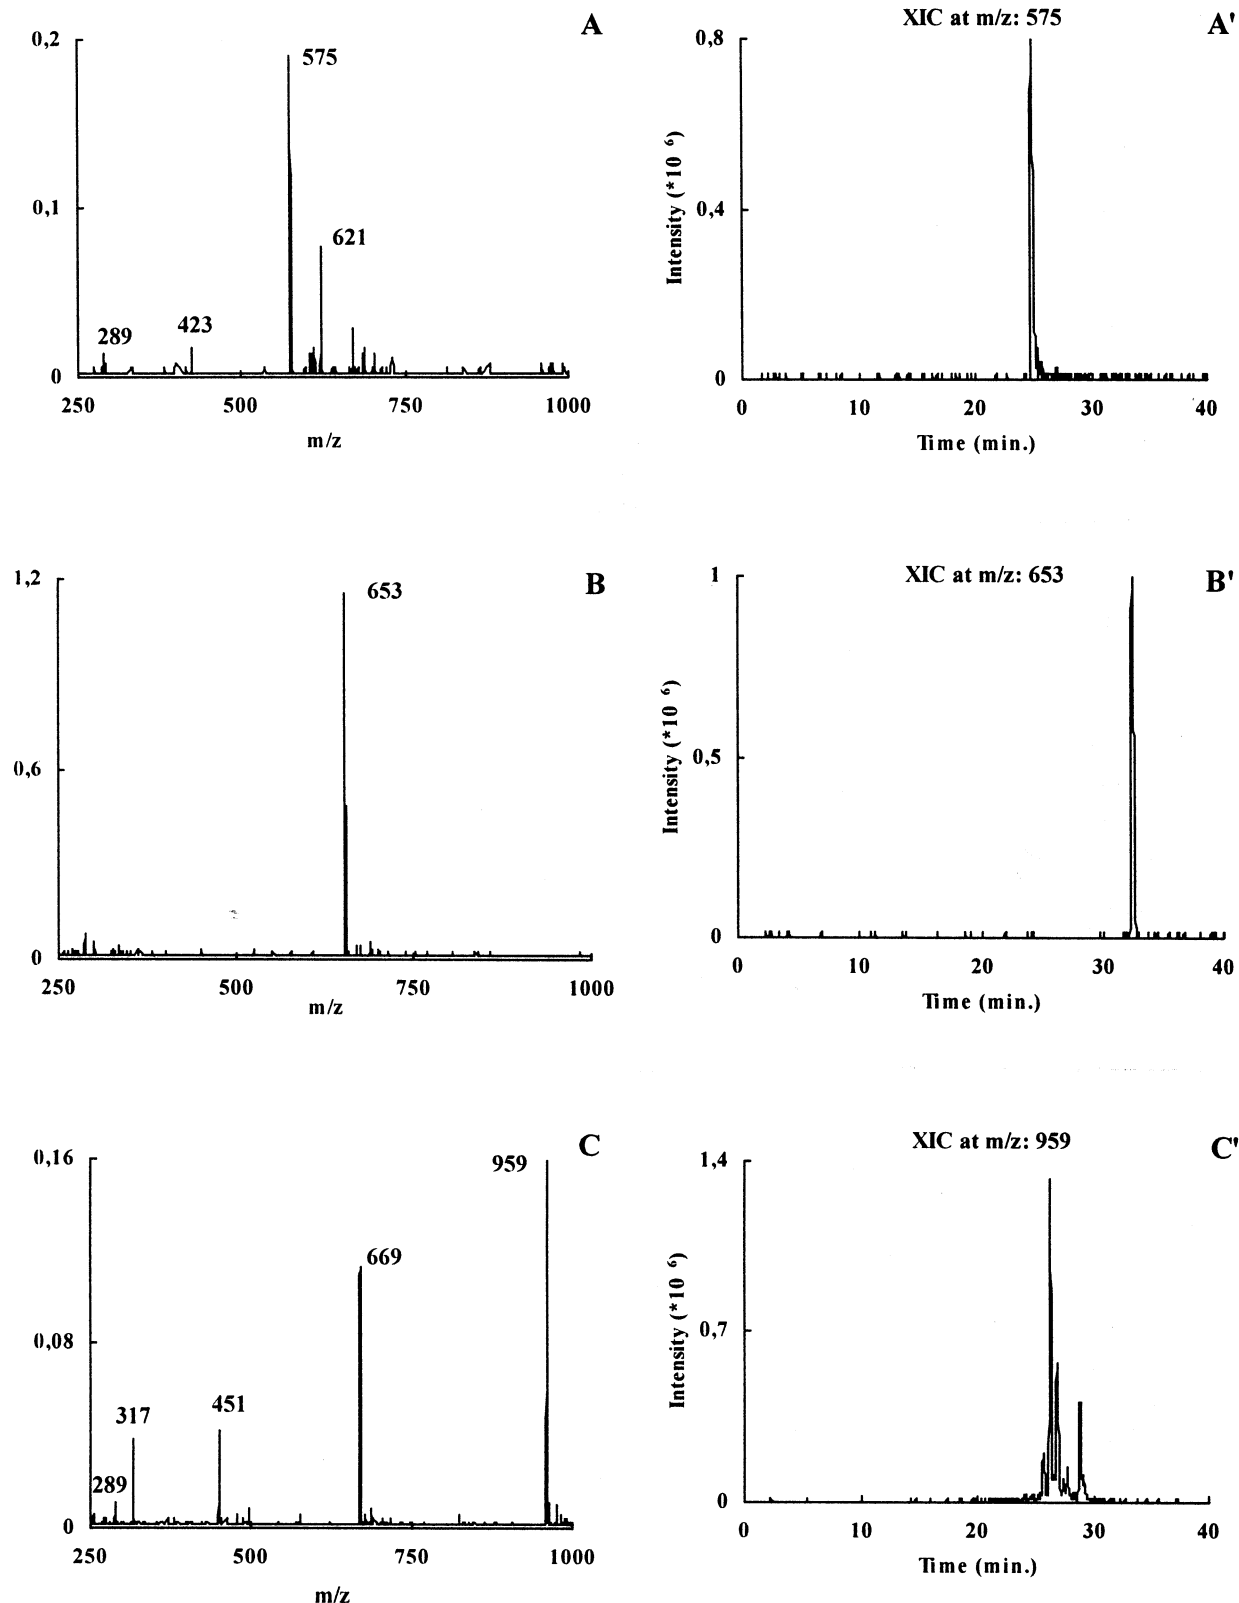 A
0,2
575
0,1
621
289
423
0
250 500 750 1000
m/z
XIC at m/z: 575
A'
0,8
Intensity (*10 6)
0,4
0
0 10 20 30 40
Time (min.)
B
1,2
653
0,6
0
250 500 750 1000
m/z
XIC at m/z: 653
B'
1
Intensity (*10 6)
0,5
0
0 10 20 30 40
Time (min.)
C
0,16
959
669
0,08
451
317
289
0
250 500 750 1000
m/z
XIC at m/z: 959
C'
1,4
Intensity (*10 6)
0,7
0
0 10 20 30 40
Time (min.)